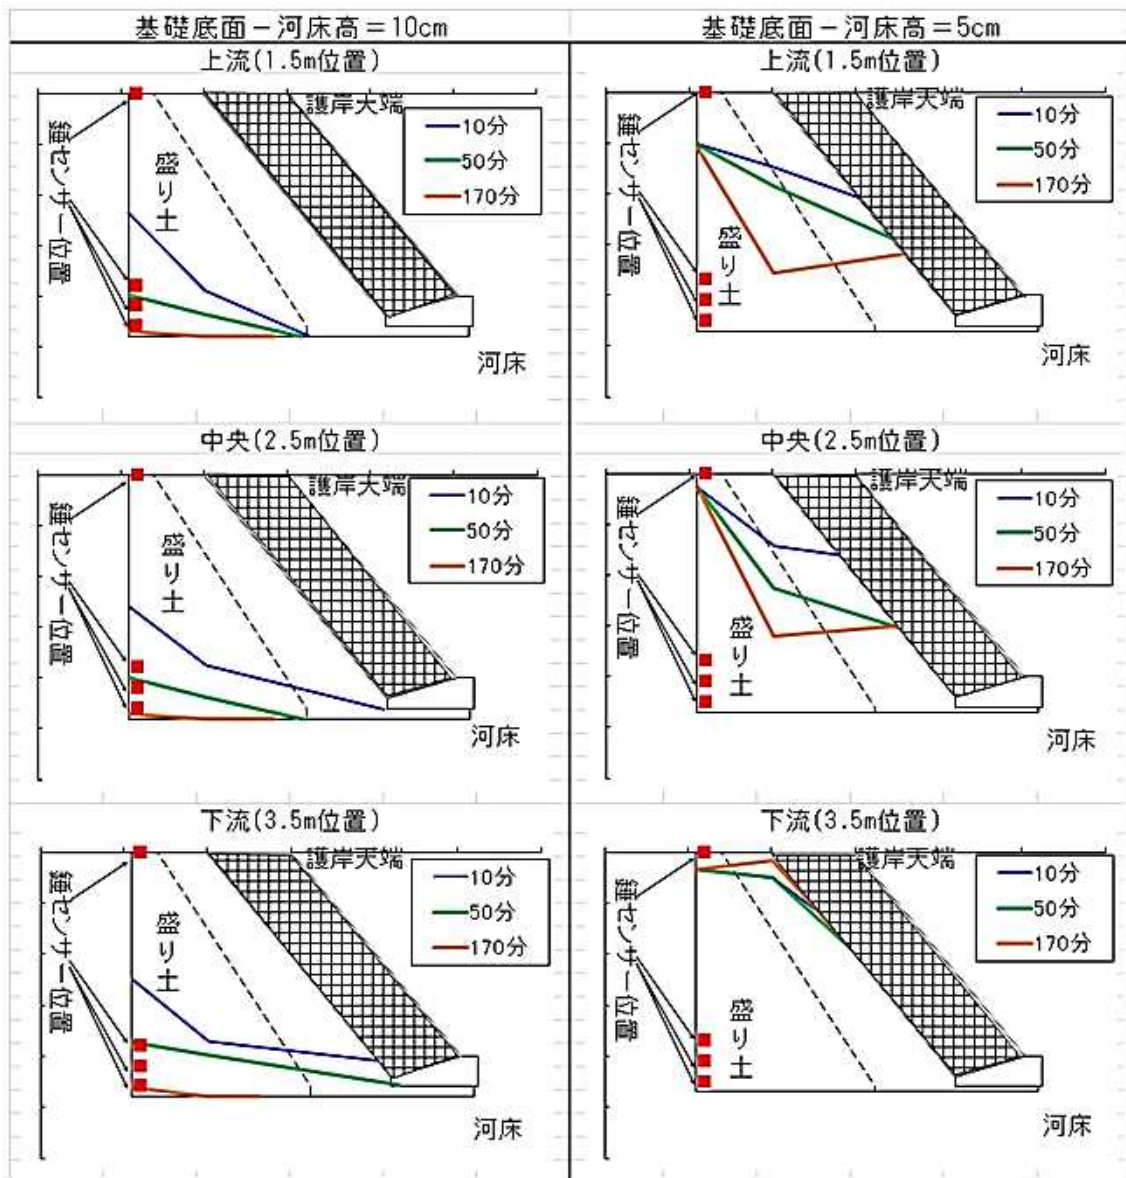 基礎底面－河床高＝10cm
上流(1.5m位置)
護岸天端
10分
50分
170分
錘センサー位置
盛り土
河床
中央(2.5m位置)
護岸天端
10分
50分
170分
錘センサー位置
盛り土
河床
下流(3.5m位置)
護岸天端
10分
50分
170分
錘センサー位置
盛り土
河床
基礎底面－河床高＝5cm
上流(1.5m位置)
護岸天端
10分
50分
170分
錘センサー位置
盛り土
河床
中央(2.5m位置)
護岸天端
10分
50分
170分
錘センサー位置
盛り土
河床
下流(3.5m位置)
護岸天端
10分
50分
170分
錘センサー位置
盛り土
河床